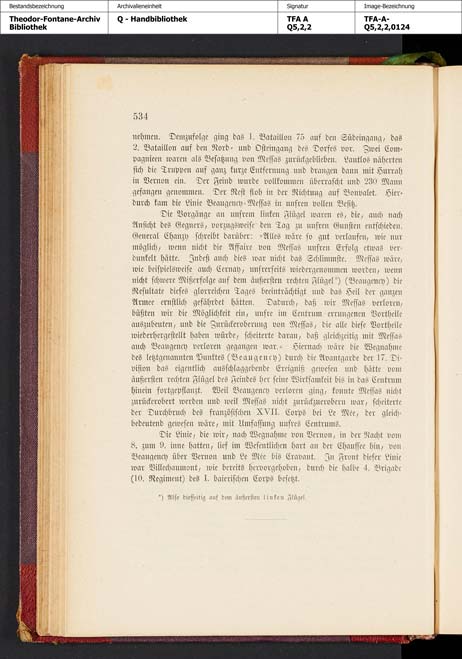 Bestandsbezeichnung
Archivalieneinheit
Signatur
Image-Bezeichnung
Theodor-Fontane-Archiv
Bibliothek
Q - Handbibliothek
TFA A
Q5,2,2
TFA-A-
Q5,2,2,0124
534
nehmen. Demzufolge ging das 1. Bataillon 75 auf den Südeingang, das
2. Bataillon auf den Nord- und Osteingang des Dorfes vor. Zwei Com-
pagnieen waren als Besatzung von Messas zurückgeblieben. Lautlos näherten
sich die Truppen auf ganz kurze Entfernung und drangen dann mit Hurrah
in Vernon ein. Der Feind wurde vollkommen überrascht und 230 Mann
gefangen genommen. Der Rest floh in der Richtung auf Bonvalet. Hier-
durch kam die Linie Beaugency-Messas in unsren vollen Besitz.
Die Vorgänge an unsrem linken Flügel waren es, die, auch nach
Ansicht des Gegners, vorzugsweise den Tag zu unsren Gunsten entschieden.
General Chanzy schreibt darüber: »Alles wäre so gut verlaufen, wie nur
möglich, wenn nicht die Affaire von Messas unsren Erfolg etwas ver-
dunkelt hätte. Indeß auch dies war nicht das Schlimmste. Messas wäre,
wie beispielsweise auch Cernay, unsrerseits wiedergenommen worden, wenn
nicht schwere Mißerfolge auf dem äußersten rechten Flügel*) (Beaugency) die
Resultate dieses glorreichen Tages beeinträchtigt und das Heil der ganzen
Armee ernstlich gefährdet hätten. Dadurch, daß wir Messas verloren,
büßten wir die Möglichkeit ein, unsre im Centrum errungenen Vortheile
auszubeuten, und die Zurückeroberung von Messas, die alle diese Vortheile
wiederhergestellt haben würde, scheiterte daran, daß gleichzeitig mit Messas
auch Beaugency verloren gegangen war.« Hiernach wäre die Wegnahme
des letztgenannten Punktes (Beaugency) durch die Avantgarde der 17. Di-
vision das eigentlich ausschlaggebende Ereigniß gewesen und hätte vom
äußersten rechten Flügel des Feindes her seine Wirksamkeit bis in das Centrum
hinein fortgepflanzt. Weil Beaugency verloren ging, konnte Messas nicht
zurückerobert werden und weil Messas nicht zurückzuerobern war, scheiterte
der Durchbruch des französischen XVII. Corps bei Le Mée, der gleich-
bedeutend gewesen wäre, mit Umfassung unsres Centrums.
Die Linie, die wir, nach Wegnahme von Vernon, in der Nacht vom
8. zum 9. inne hatten, lief im Wesentlichen hart an der Chaussee hin, von
Beaugency über Vernon und Le Mée bis Cravant. In Front dieser Linie
war Villechaumont, wie bereits hervorgehoben, durch die halbe 4. Brigade
(10. Regiment) des I. baierischen Corps besetzt.
*) Also diesseitig auf dem äußersten linken Flügel.